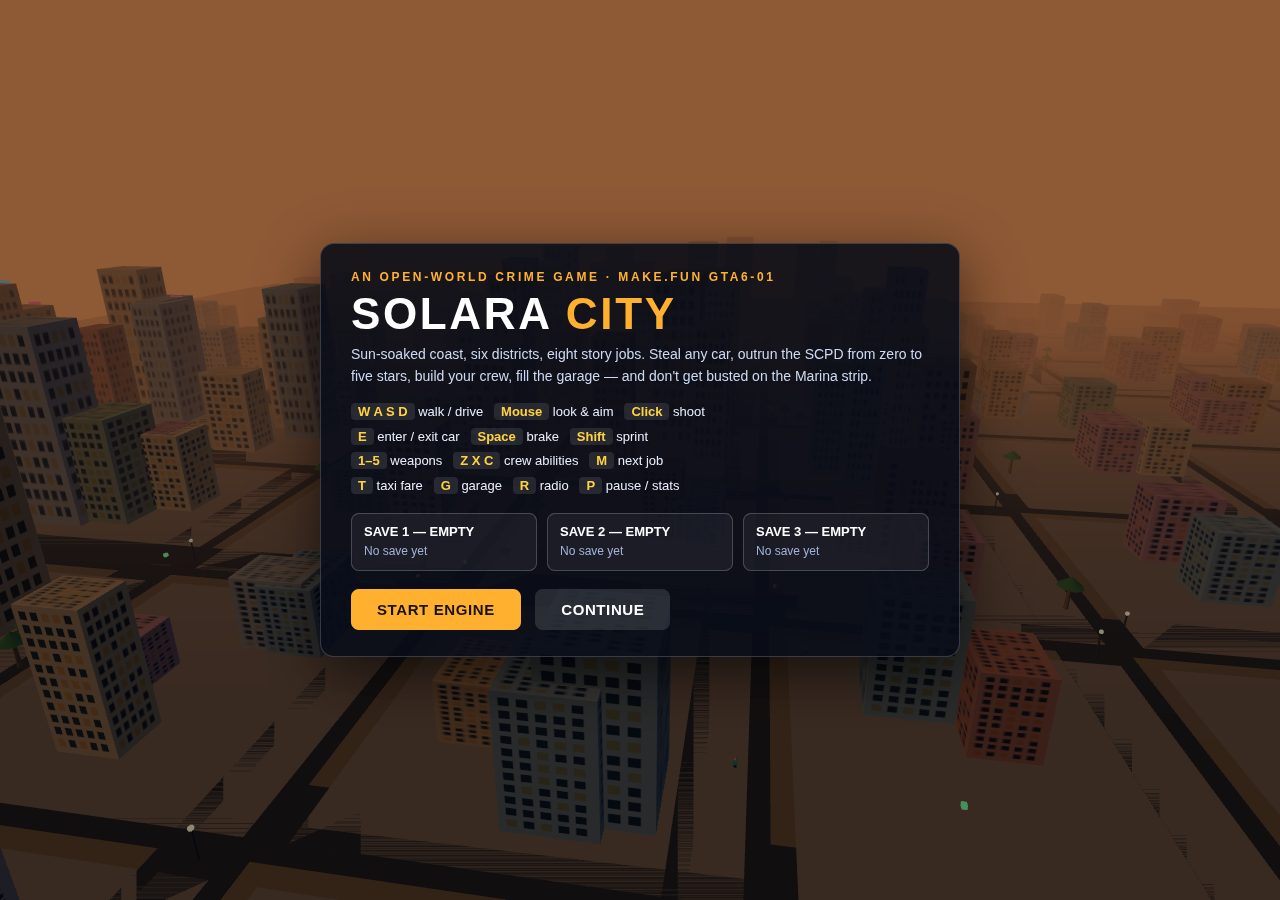 AN OPEN-WORLD CRIME GAME · MAKE.FUN GTA6-01
SOLARA CITY
Sun-soaked coast, six districts, eight story jobs. Steal any car, outrun the SCPD from zero to
five stars, build your crew, fill the garage — and don't get busted on the Marina strip.
W A S D walk / drive Mouse look & aim Click shoot
E enter / exit car Space brake Shift sprint
1–5 weapons Z X C crew abilities M next job
T taxi fare G garage R radio P pause / stats
SAVE 1 — EMPTY SAVE 2 — EMPTY SAVE 3 — EMPTY
No save yet No save yet No save yet
START ENGINE CONTINUE